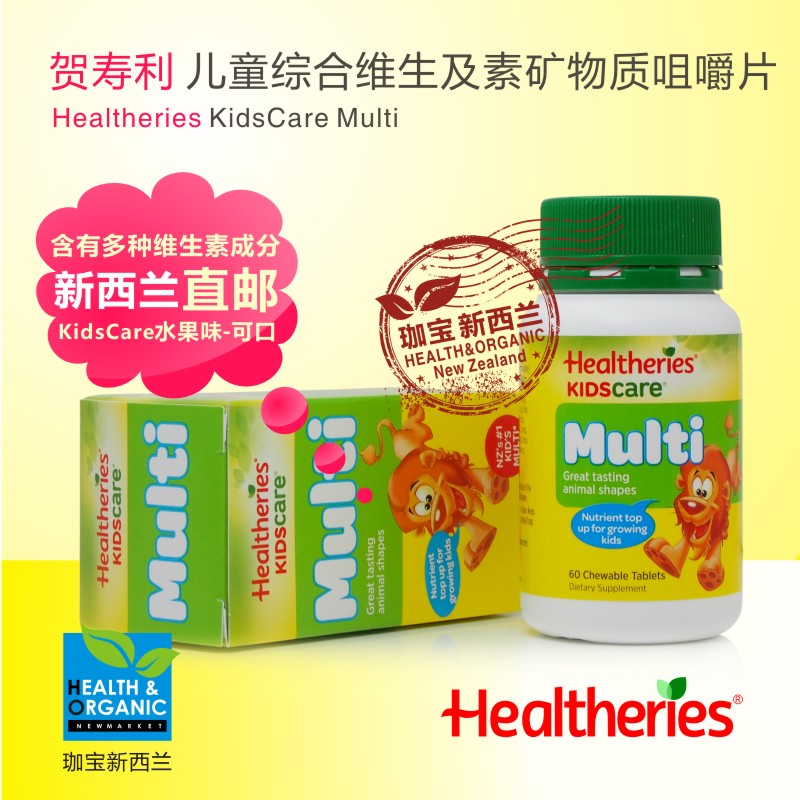 贺寿利 儿童综合维生及素矿物质咀嚼片
Healtheries KidsCare Multi
含有多种维生素成分
新西兰直邮
KidsCare水果味-可口
珈宝新西兰
HEALTH&ORGANIC
New Zealand
Healtheries®
KIDScare®
Multi
Great tasting
animal shapes
Nutrient top
up for growing
kids
60 Chewable Tablets
Dietary Supplement
Healtheries®
KIDScare®
Multi
Healtheries®
KIDScare®
Multi
Great tasting
animal shapes
Nutrient
top up for
growing kids
NZ's #1
KID'S
MULTI*
HEALTH &
ORGANIC
NEWMARKET
珈宝新西兰
Healtheries®